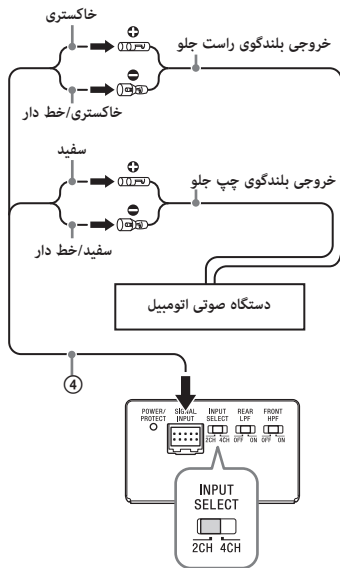 خاکستری
خروجی بلندگوی راست جلو
خاکستری/خط دار
سفید
خروجی بلندگوی چپ جلو
سفید/خط دار
دستگاه صوتی اتومبیل
④
POWER/
PROTECT
SIGNAL
INPUT
INPUT
SELECT
2CH 4CH
REAR
LPF
OFF ON
FRONT
HPF
OFF ON
INPUT
SELECT
2CH 4CH